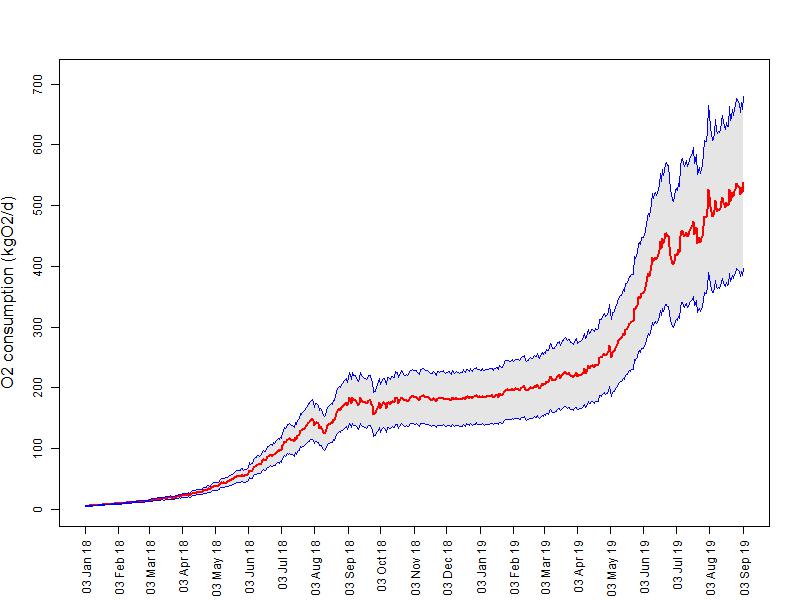 700
600
500
400
300
200
100
0
O2 consumption (kgO2/d)
03 Jan 18
03 Feb 18
03 Mar 18
03 Apr 18
03 May 18
03 Jun 18
03 Jul 18
03 Aug 18
03 Sep 18
03 Oct 18
03 Nov 18
03 Dec 18
03 Jan 19
03 Feb 19
03 Mar 19
03 Apr 19
03 May 19
03 Jun 19
03 Jul 19
03 Aug 19
03 Sep 19